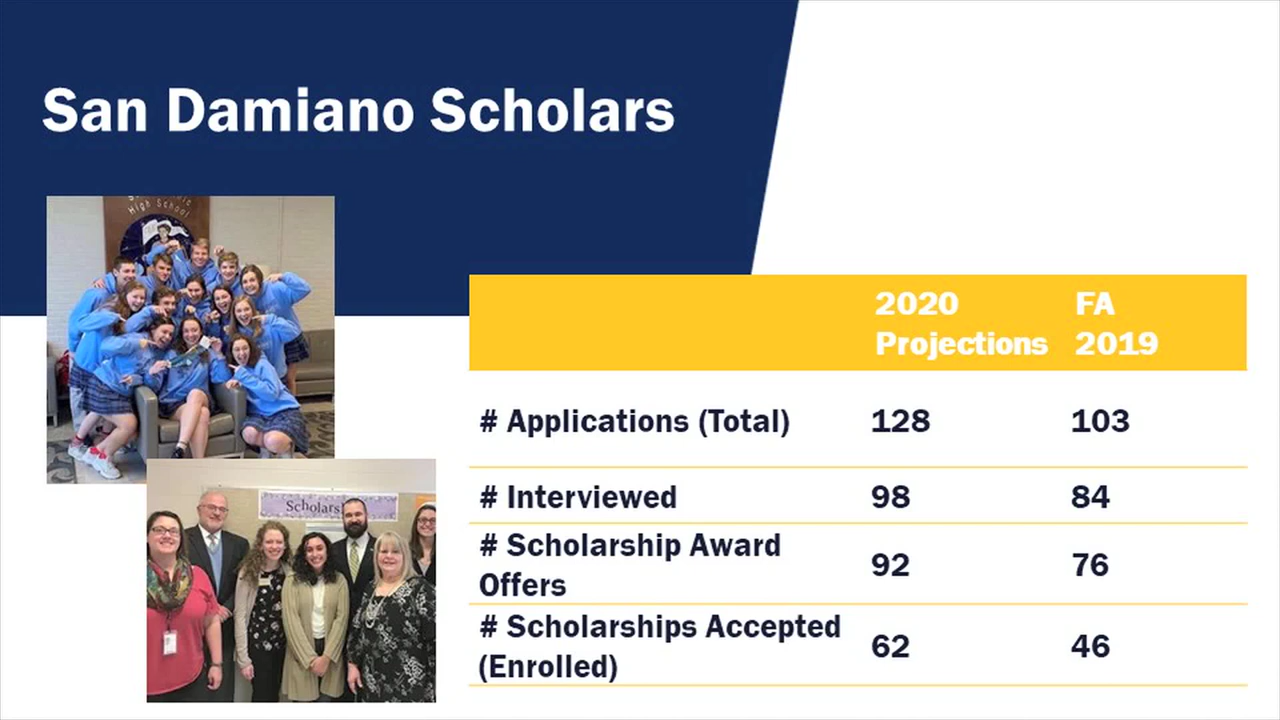 San Damiano Scholars
High School
Scholars
2020 Projections
FA 2019
# Applications (Total) 128 103
# Interviewed 98 84
# Scholarship Award
Offers 92 76
# Scholarships Accepted
(Enrolled) 62 46